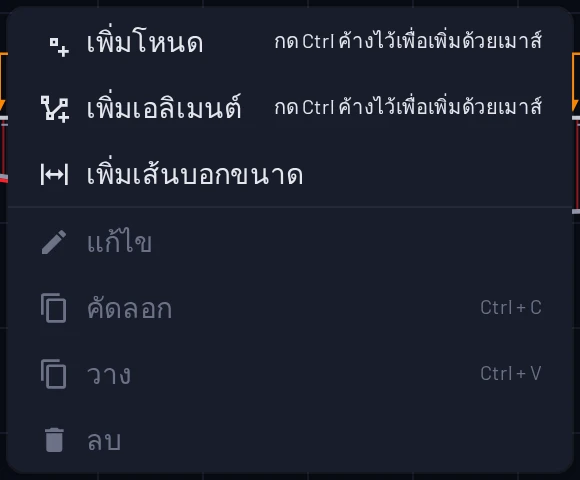 เพิ่มโหนด กด Ctrl ค้างไว้เพื่อเพิ่มด้วยเมาส์
เพิ่มเอลิเมนต์ กด Ctrl ค้างไว้เพื่อเพิ่มด้วยเมาส์
เพิ่มเส้นบอกขนาด
แก้ไข
คัดลอก Ctrl + C
วาง Ctrl + V
ลบ